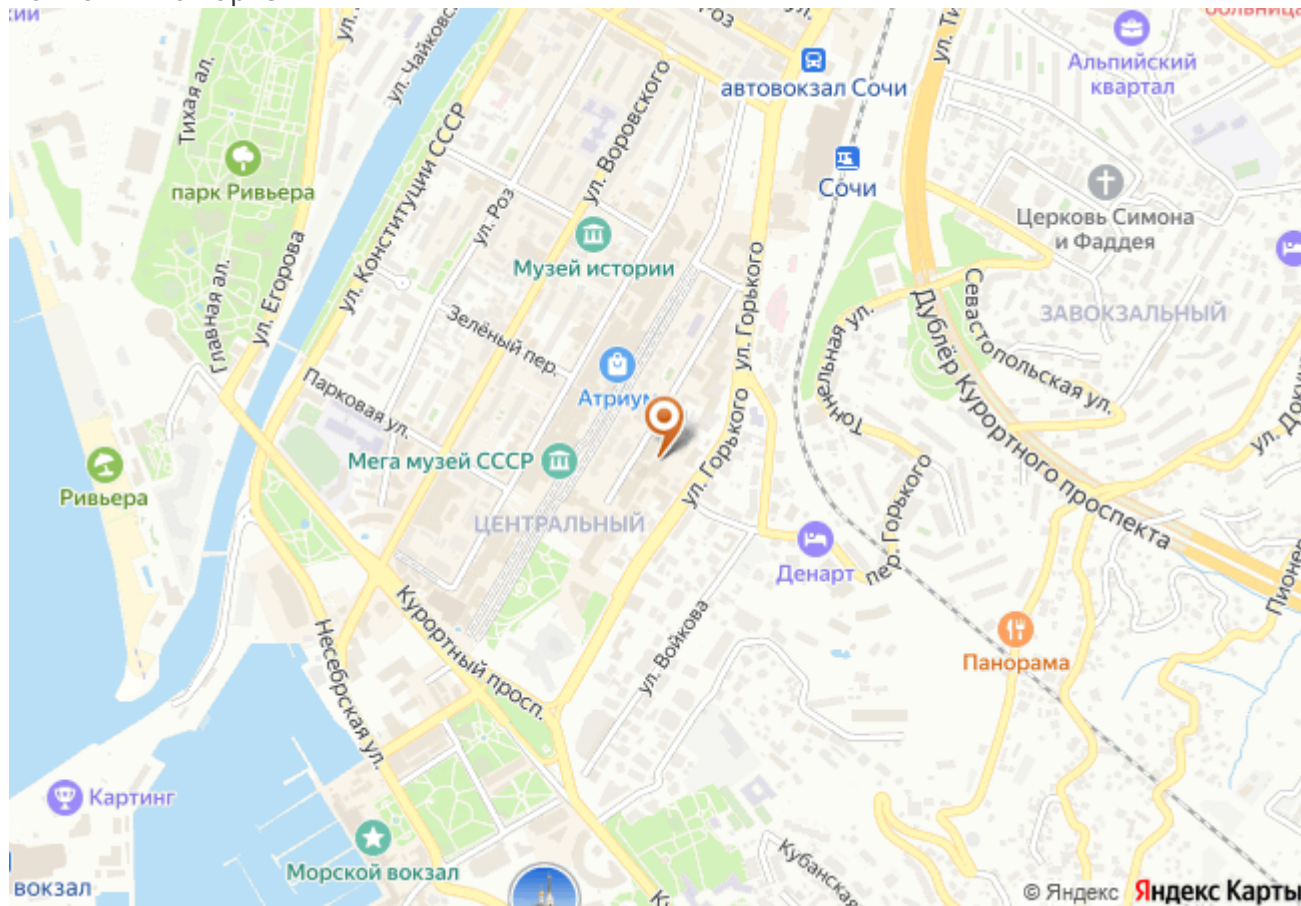 больница
Альпийский
квартал
автовокзал Сочи
ул. Чайковс
Тихая ал.
ул. Конституции СССР
ул. Воровского
парк Ривьера
ул. Роз
Сочи
Церковь Симона
и Фаддея
Главная ал.
ул. Егорова
Музей истории
ул. Горького
Севастопольская ул.
ЗАВОКЗАЛЬНЫЙ
Зелёный пер.
Тоннельная ул.
Дублёр Курортного проспекта
Парковая ул.
Атриум
ул. Горького
Мега музей СССР
Ривьера
ЦЕНТРАЛЬНЫЙ
пер. Горького
Денарт
Курортный просп.
Несебрская ул.
ул. Войкова
Панорама
Картинг
Морской вокзал
Кубанская
вокзал
© Яндекс Яндекс Карты